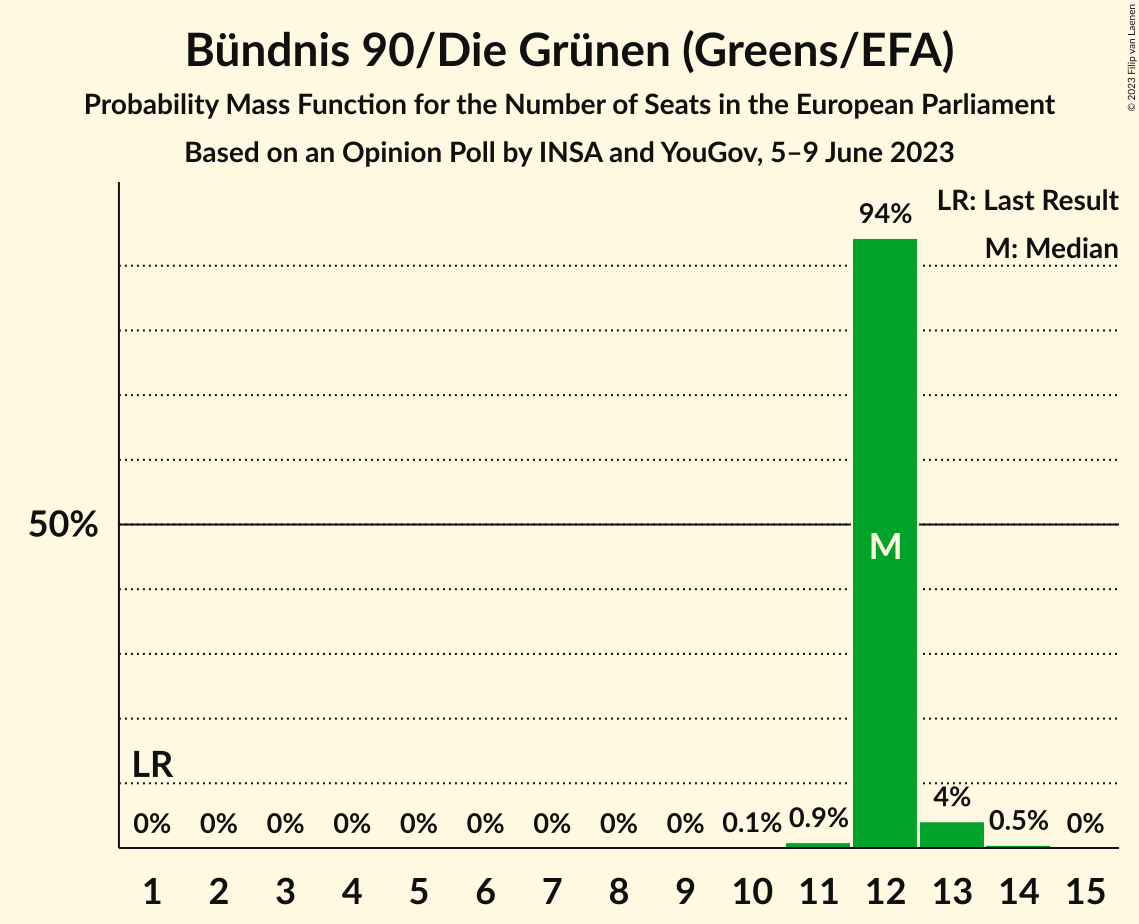 Bündnis 90/Die Grünen (Greens/EFA)
Probability Mass Function for the Number of Seats in the European Parliament
Based on an Opinion Poll by INSA and YouGov, 5–9 June 2023
© 2023 Filip van Laenen
LR: Last Result
M: Median
94%
50%
M
LR
0% 0% 0% 0% 0% 0% 0% 0% 0% 0.1% 0.9% 4% 0.5% 0%
1 2 3 4 5 6 7 8 9 10 11 12 13 14 15